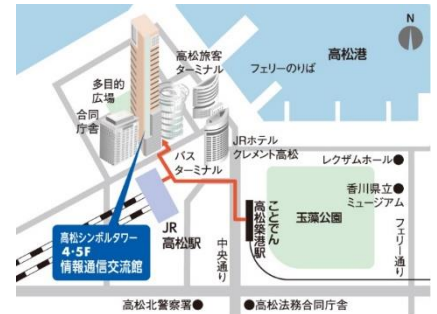 N
高松港
フェリーのりば
高松旅客
ターミナル
多目的
広場
合同
庁舎
JRホテル
クレメント高松
バス
ターミナル
レクザムホール
香川県立
ミュージアム
玉藻公園
ことでん
高松築港駅
JR
高松駅
中央通り
フェリー通り
高松シンボルタワー
4・5F
情報通信交流館
高松北警察署
高松法務合同庁舎